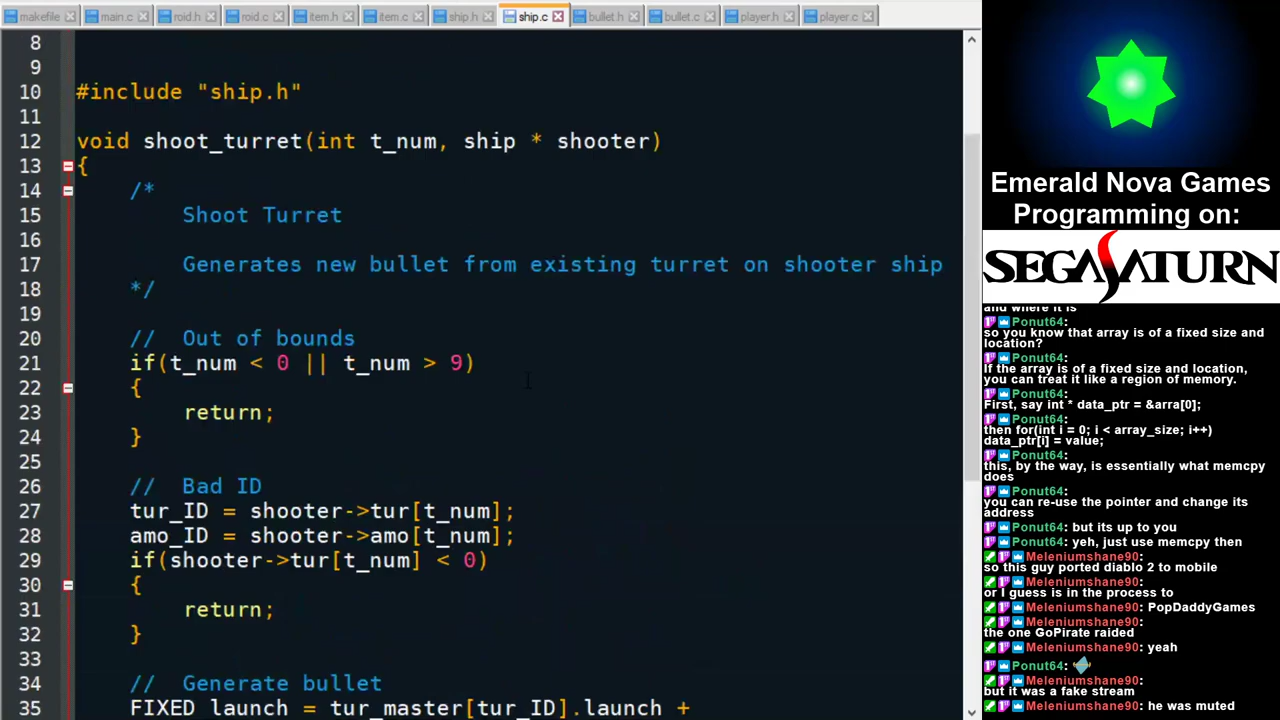 makefile main.c roid.h roid.c item.h item.c ship.h ship.c bullet.h bullet.c player.h player.c
8
9
10 #include "ship.h"
11
12 void shoot_turret(int t_num, ship * shooter)
13 {
14 /*
15 Shoot Turret
16
17 Generates new bullet from existing turret on shooter ship
18 */
19
20 // Out of bounds
21 if(t_num < 0 || t_num > 9)
22 {
23 return;
24 }
25
26 // Bad ID
27 tur_ID = shooter->tur[t_num];
28 amo_ID = shooter->amo[t_num];
29 if(shooter->tur[t_num] < 0)
30 {
31 return;
32 }
33
34 // Generate bullet
35 FIXED launch = tur_master[tur_ID].launch +
Emerald Nova Games
Programming on:
SEGA SATURN
and where it is
Ponut64:
so you know that array is of a fixed size and
location?
Ponut64:
If the array is of a fixed size and location,
you can treat it like a region of memory.
Ponut64:
First, say int * data_ptr = &arra[0];
Ponut64:
then for(int i = 0; i < array_size; i++)
data_ptr[i] = value;
Ponut64:
this, by the way, is essentially what memcpy
does
Ponut64:
you can re-use the pointer and change its
address
Ponut64: but its up to you
Ponut64: yeh, just use memcpy then
Meleniumshane90:
so this guy ported diablo 2 to mobile
Meleniumshane90:
or I guess is in the process to
Meleniumshane90: PopDaddyGames
Meleniumshane90:
the one GoPirate raided
Meleniumshane90: yeah
Ponut64:
Meleniumshane90:
but it was a fake stream
Meleniumshane90: he was muted